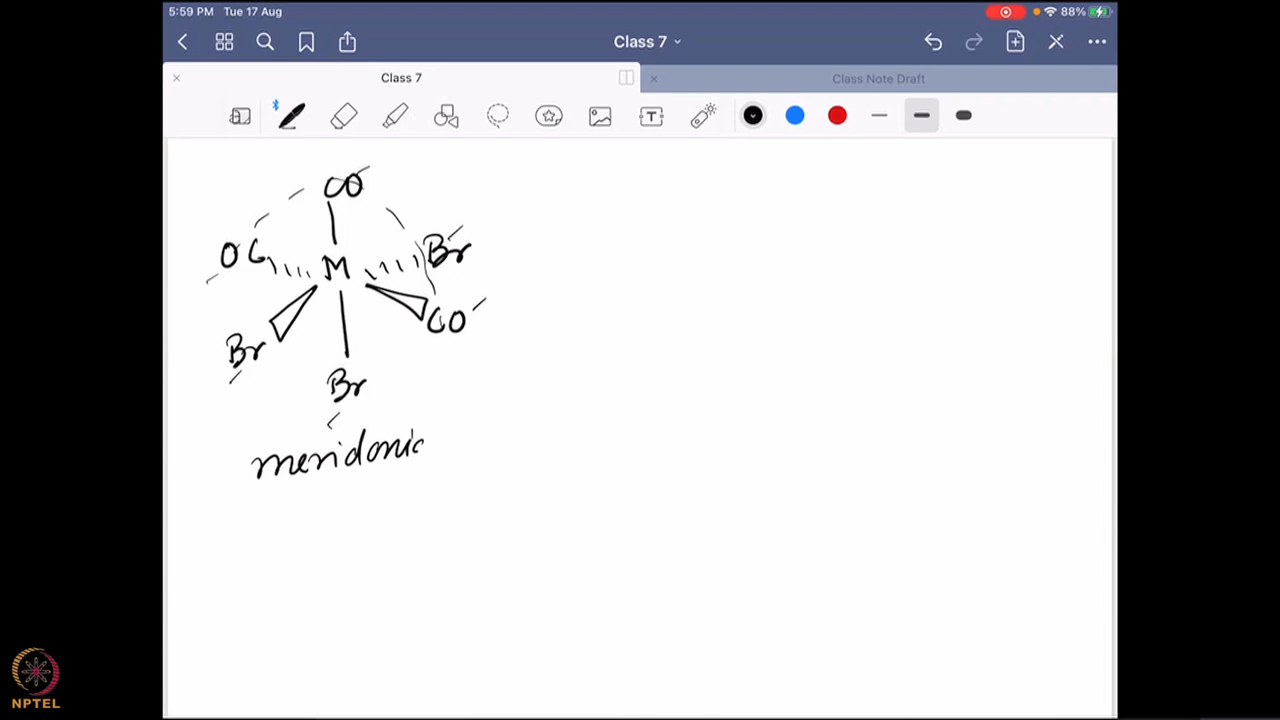 5:59 PM Tue 17 Aug
88%
Class 7
Class 7
Class Note Draft
T
CO
OC
Br
M
Br
CO
Br
meridonic
NPTEL